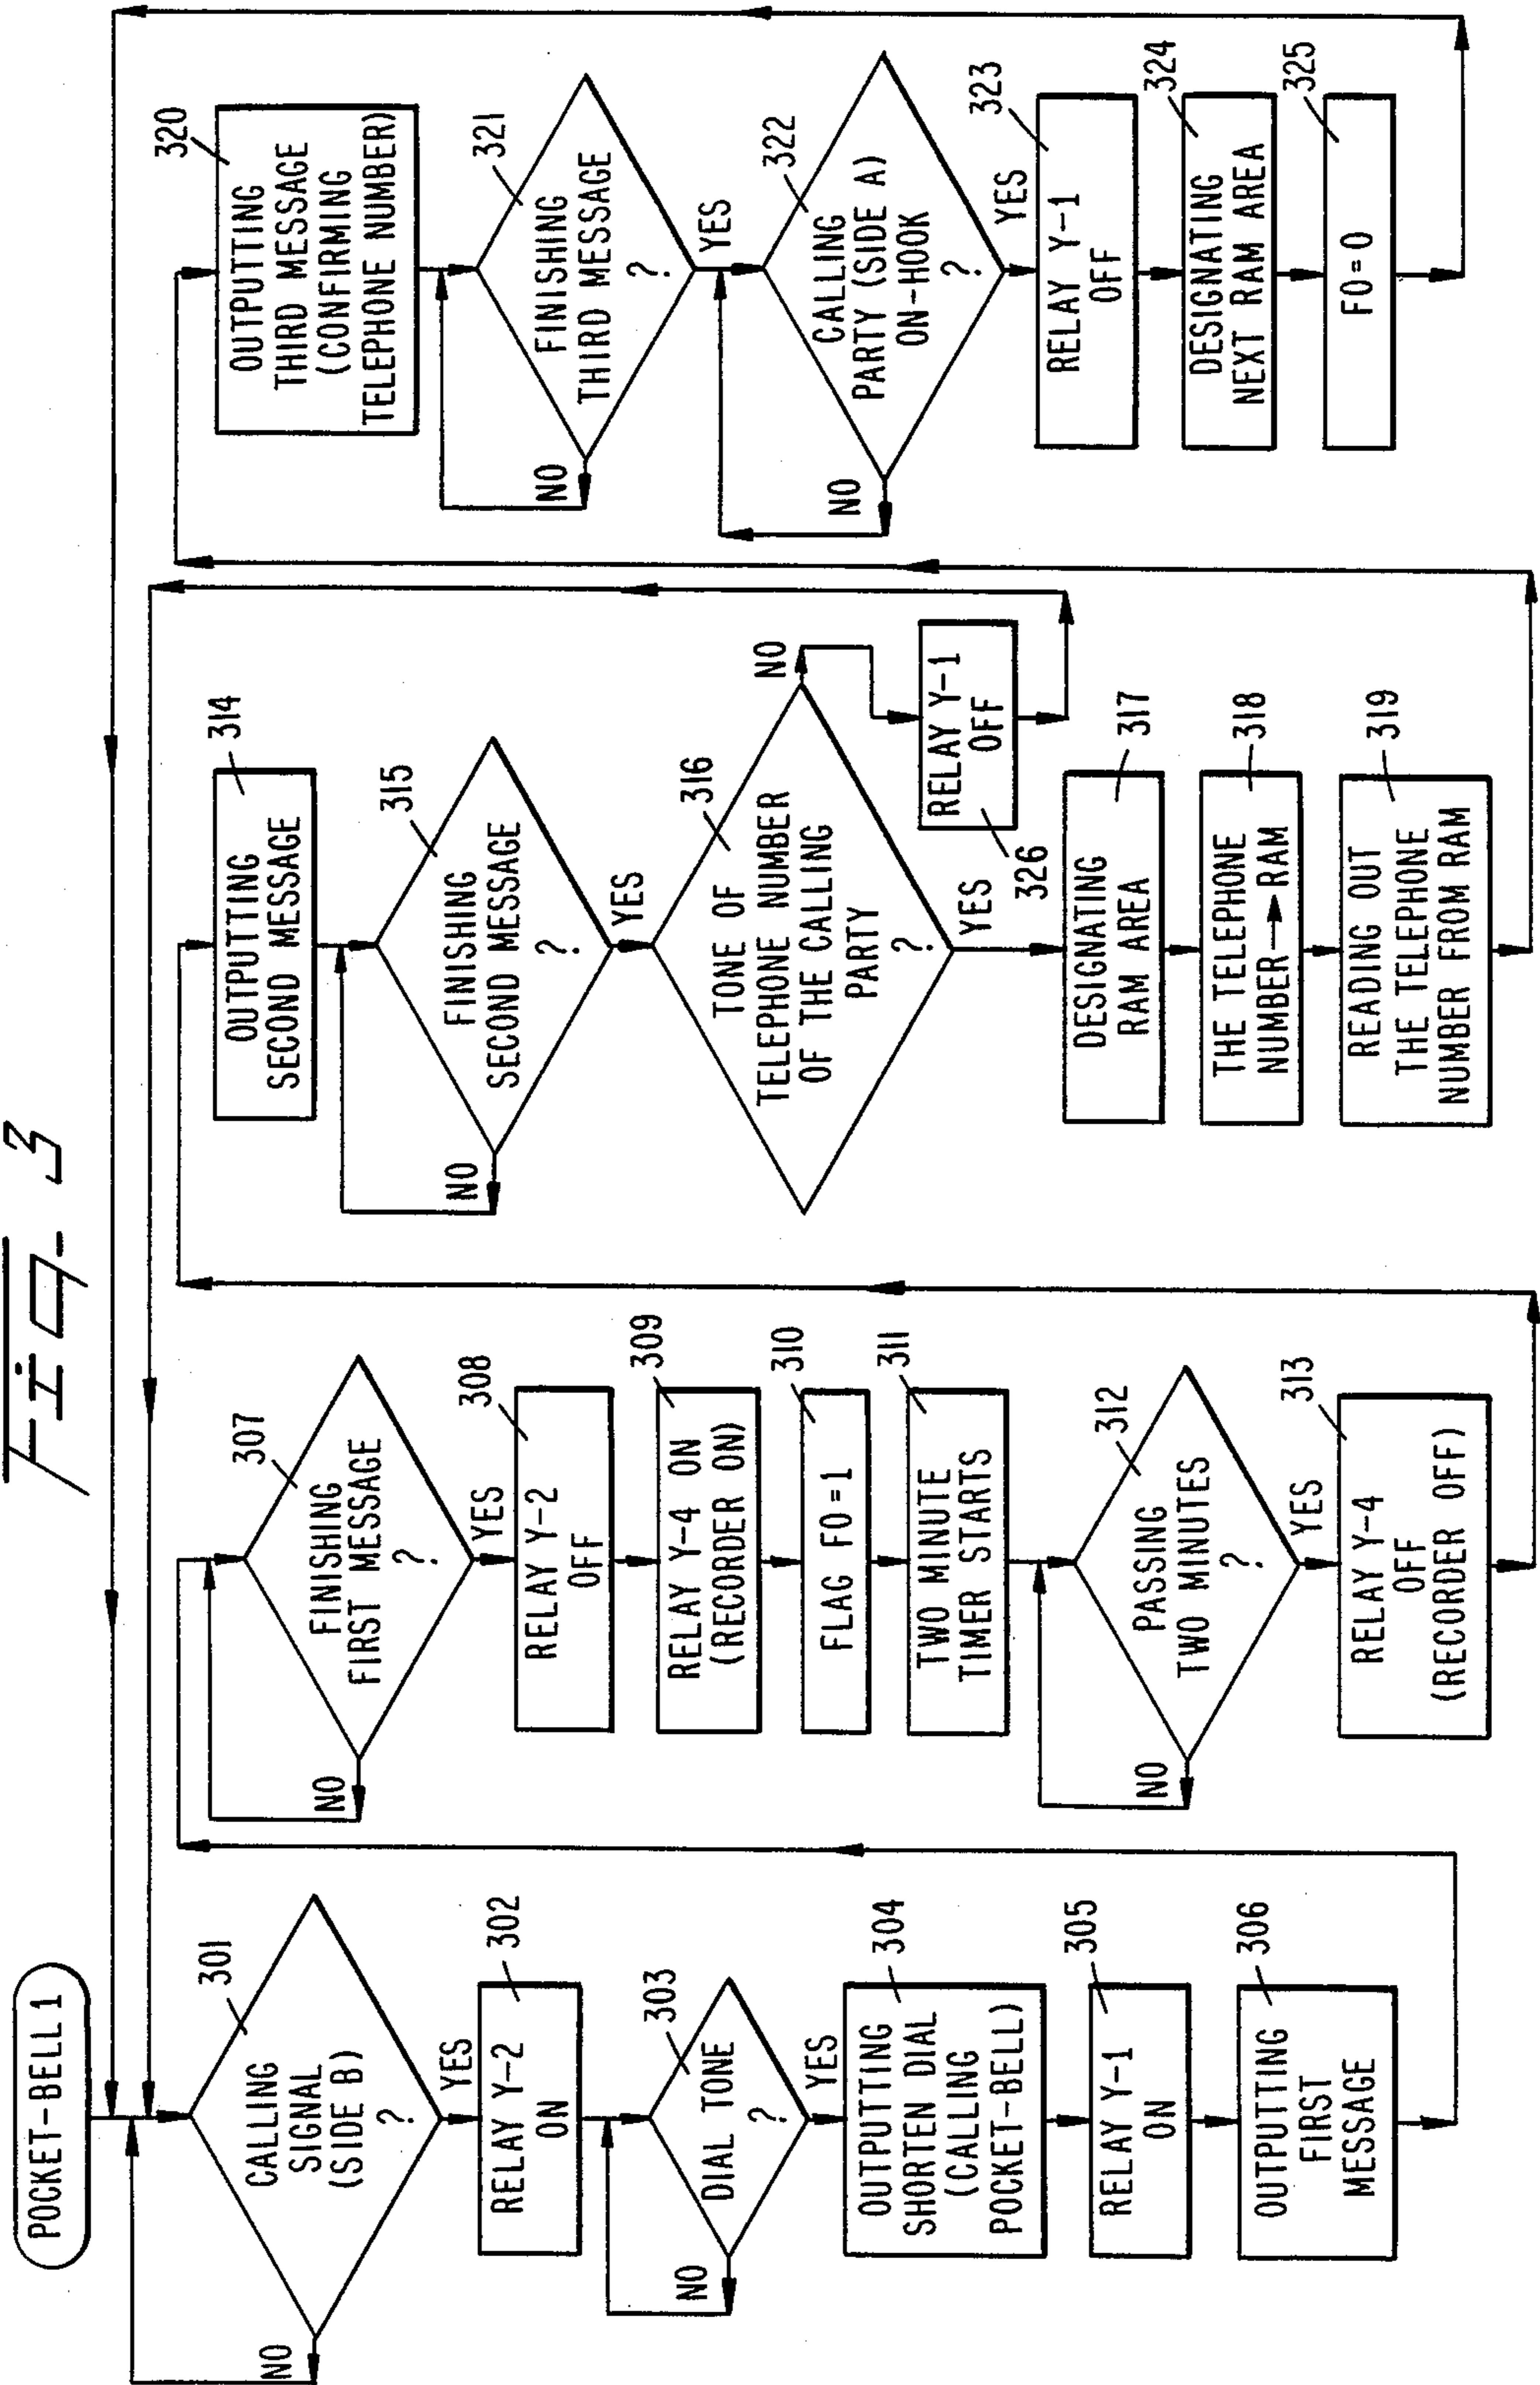 Fig. 3
POCKET-BELL 1
301
CALLING
SIGNAL
(SIDE B)
?
NO
YES
302
RELAY Y-2
ON
303
DIAL TONE
?
NO
YES
304
OUTPUTTING
SHORTEN DIAL
(CALLING
POCKET-BELL)
305
RELAY Y-1
ON
306
OUTPUTTING
FIRST
MESSAGE
307
FINISHING
FIRST MESSAGE
?
NO
YES
308
RELAY Y-2
OFF
309
RELAY Y-4 ON
(RECORDER ON)
310
FLAG F0=1
311
TWO MINUTE
TIMER STARTS
312
PASSING
TWO MINUTES
?
NO
YES
313
RELAY Y-4
OFF
(RECORDER OFF)
314
OUTPUTTING
SECOND MESSAGE
315
FINISHING
SECOND MESSAGE
?
NO
YES
316
TONE OF
TELEPHONE NUMBER
OF THE CALLING
PARTY
?
NO
RELAY Y-1
OFF
326
YES
317
DESIGNATING
RAM AREA
318
THE TELEPHONE
NUMBER→RAM
319
READING OUT
THE TELEPHONE
NUMBER FROM RAM
320
OUTPUTTING
THIRD MESSAGE
(CONFIRMING
TELEPHONE NUMBER)
321
FINISHING
THIRD MESSAGE
?
NO
YES
322
CALLING
PARTY (SIDE A)
ON-HOOK
?
NO
YES
323
RELAY Y-1
OFF
324
DESIGNATING
NEXT RAM AREA
325
F0=0